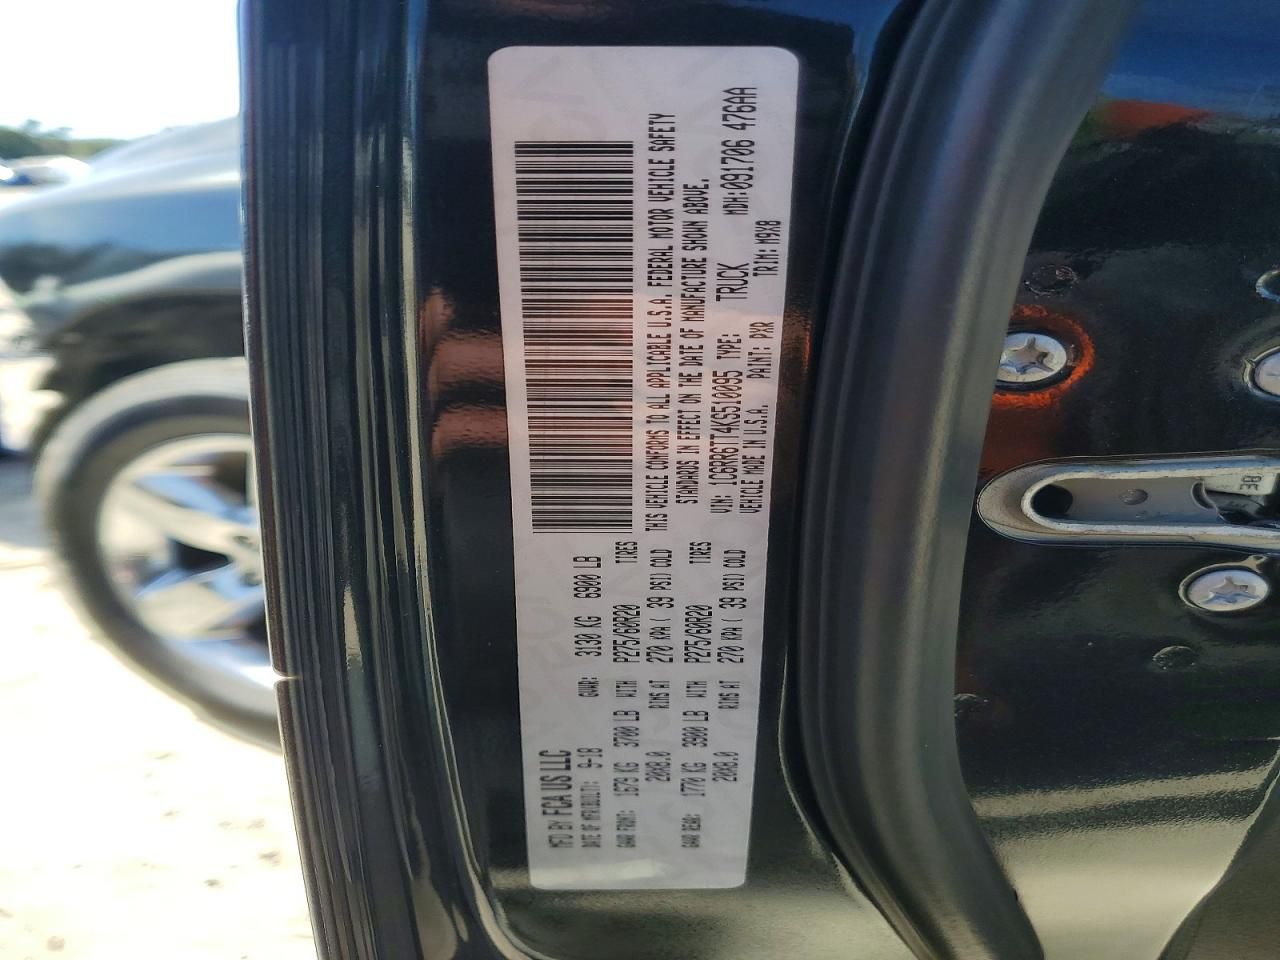 MFD BY FCA US LLC
DATE OF MFR(BUILT): 9-18 GVWR: 3130 KG 6900 LB
GAWR FRONT: 1679 KG 3700 LB WITH P275/60R20 TIRES
20X8.0 RIMS AT 270 KPA ( 39 PSI) COLD
GAWR REAR: 1770 KG 3900 LB WITH P275/60R20 TIRES
20X8.0 RIMS AT 270 KPA ( 39 PSI) COLD
THIS VEHICLE CONFORMS TO ALL APPLICABLE U.S.A. FEDERAL MOTOR VEHICLE SAFETY
STANDARDS IN EFFECT ON THE DATE OF MANUFACTURE SHOWN ABOVE.
VIN: 1C6RR6TT4KS510095 TYPE: TRUCK MDH:091706 476AA
VEHICLE MADE IN U.S.A. PAINT: PXR TRIM: M9X8